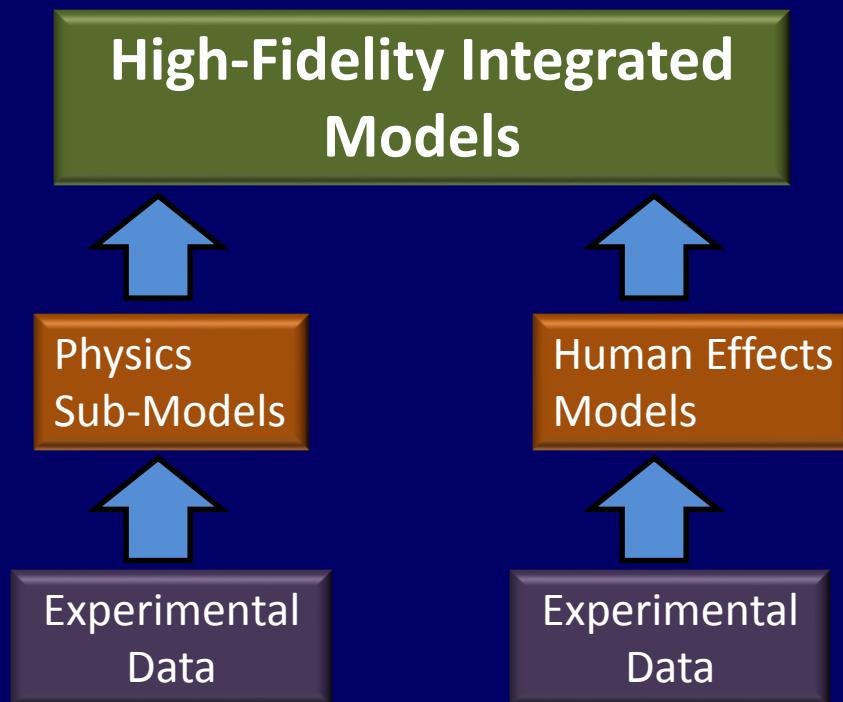 High-Fidelity Integrated
Models
Physics
Sub-Models
Human Effects
Models
Experimental
Data
Experimental
Data